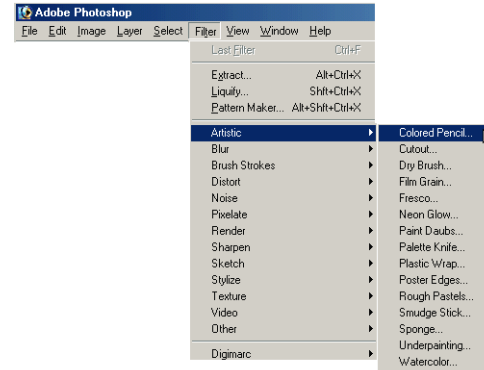 Adobe Photoshop
File Edit Image Layer Select Filter View Window Help
Last Filter Ctrl+F
Extract... Alt+Ctrl+X
Liquify... Shft+Ctrl+X
Pattern Maker... Alt+Shft+Ctrl+X
Artistic
Blur
Brush Strokes
Distort
Noise
Pixelate
Render
Sharpen
Sketch
Stylize
Texture
Video
Other
Digimarc
Colored Pencil...
Cutout...
Dry Brush...
Film Grain...
Fresco...
Neon Glow...
Paint Daubs...
Palette Knife...
Plastic Wrap...
Poster Edges...
Rough Pastels...
Smudge Stick...
Sponge...
Underpainting...
Watercolor...